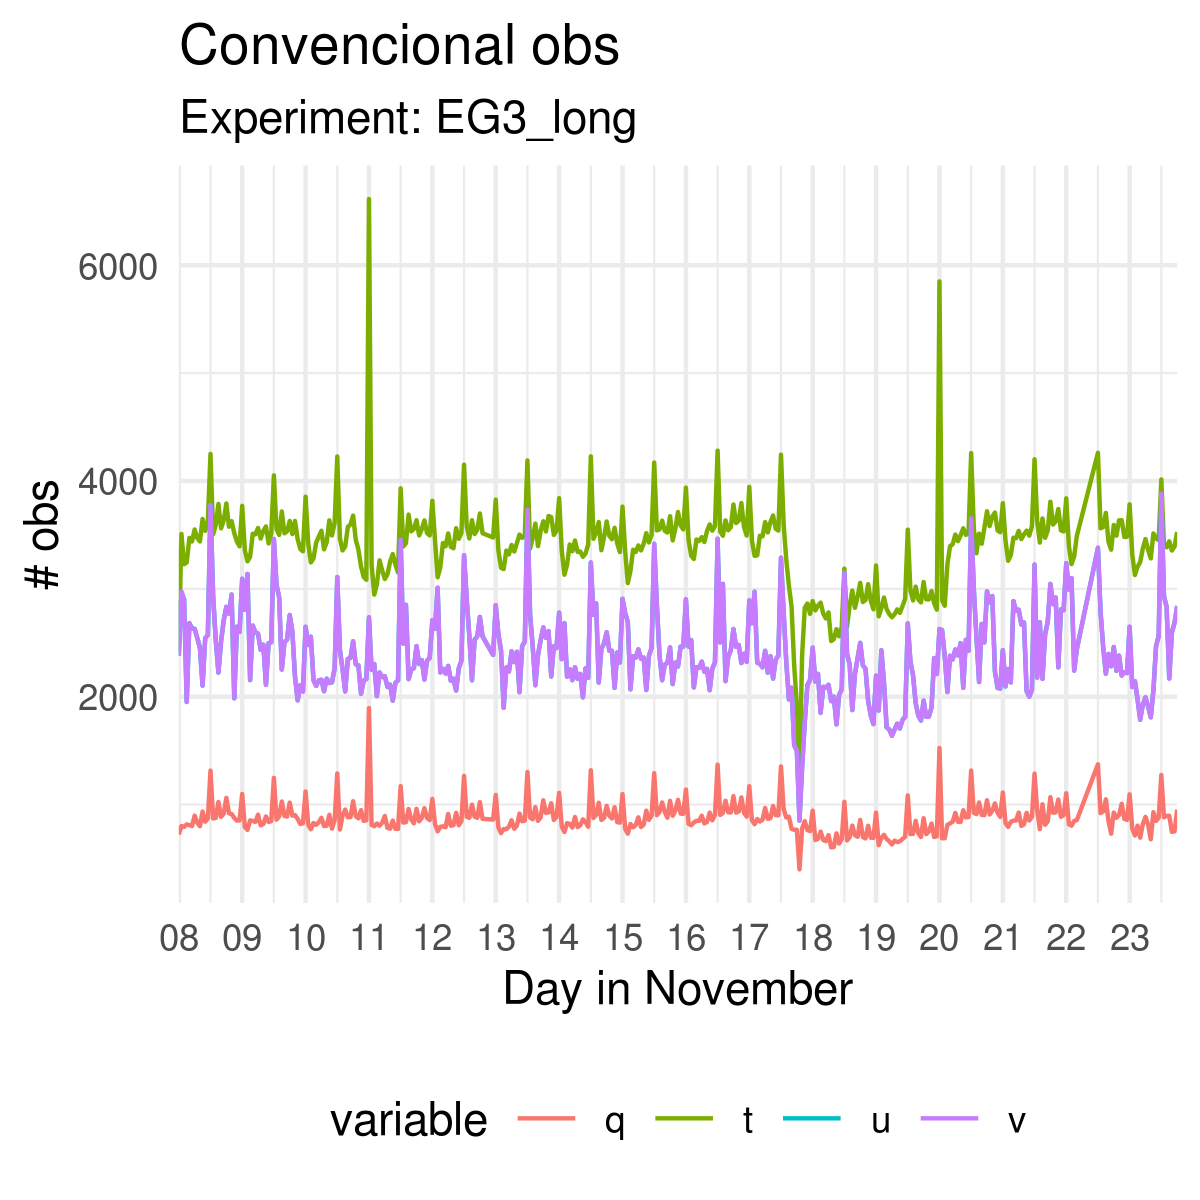 Convencional obs
Experiment: EG3_long
# obs
6000
4000
2000
08 09 10 11 12 13 14 15 16 17 18 19 20 21 22 23
Day in November
variable q t u v